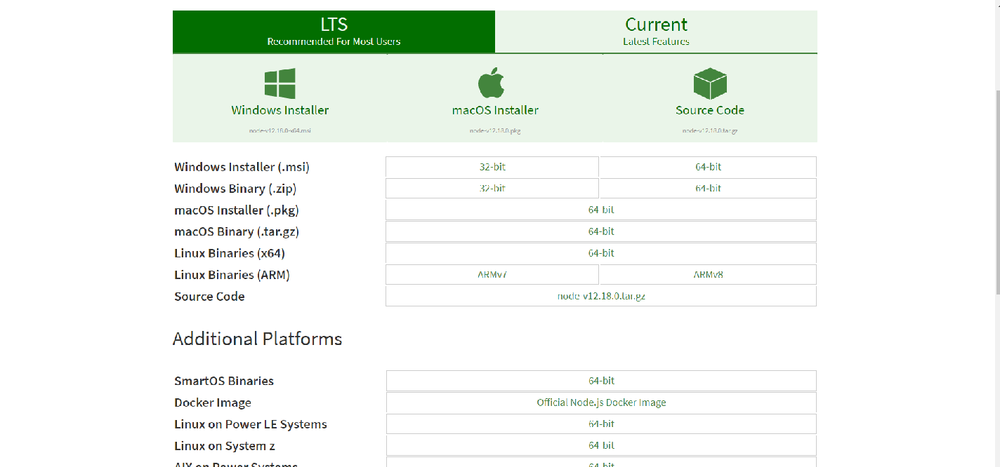 LTS
Recommended For Most Users
Current
Latest Features
Windows Installer
node-v12.18.0-x64.msi
macOS Installer
node-v12.18.0.pkg
Source Code
node-v12.18.0.tar.gz
Windows Installer (.msi) 32-bit 64-bit
Windows Binary (.zip) 32-bit 64-bit
macOS Installer (.pkg) 64-bit
macOS Binary (.tar.gz) 64-bit
Linux Binaries (x64) 64-bit
Linux Binaries (ARM) ARMv7 ARMv8
Source Code node-v12.18.0.tar.gz
Additional Platforms
SmartOS Binaries 64-bit
Docker Image Official Node.js Docker Image
Linux on Power LE Systems 64-bit
Linux on System z 64-bit
AIX on Power Systems 64-bit